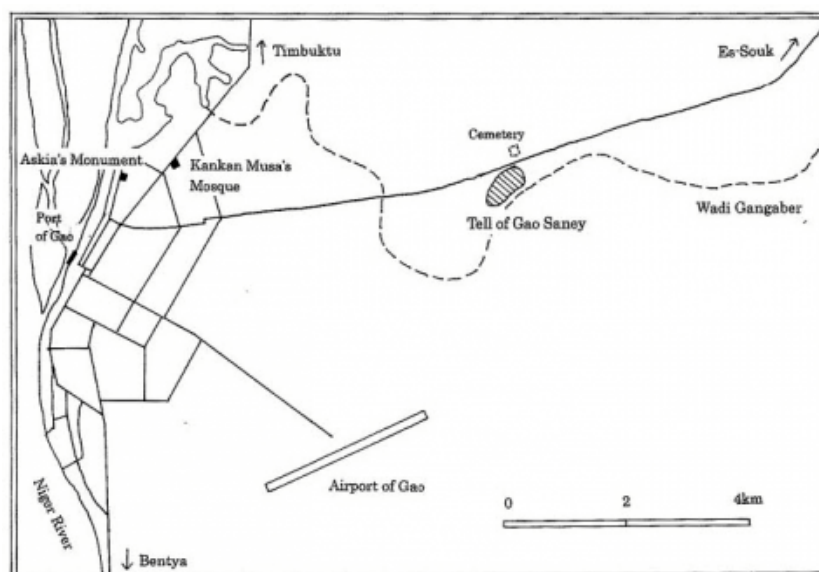 Timbuktu
Es-Souk
Cemetery
Askia's Monument
Kankan Musa's
Mosque
Port
of Gao
Tell of Gao Saney
Wadi Gangaber
Airport of Gao
0 2 4km
Niger River
Bentya